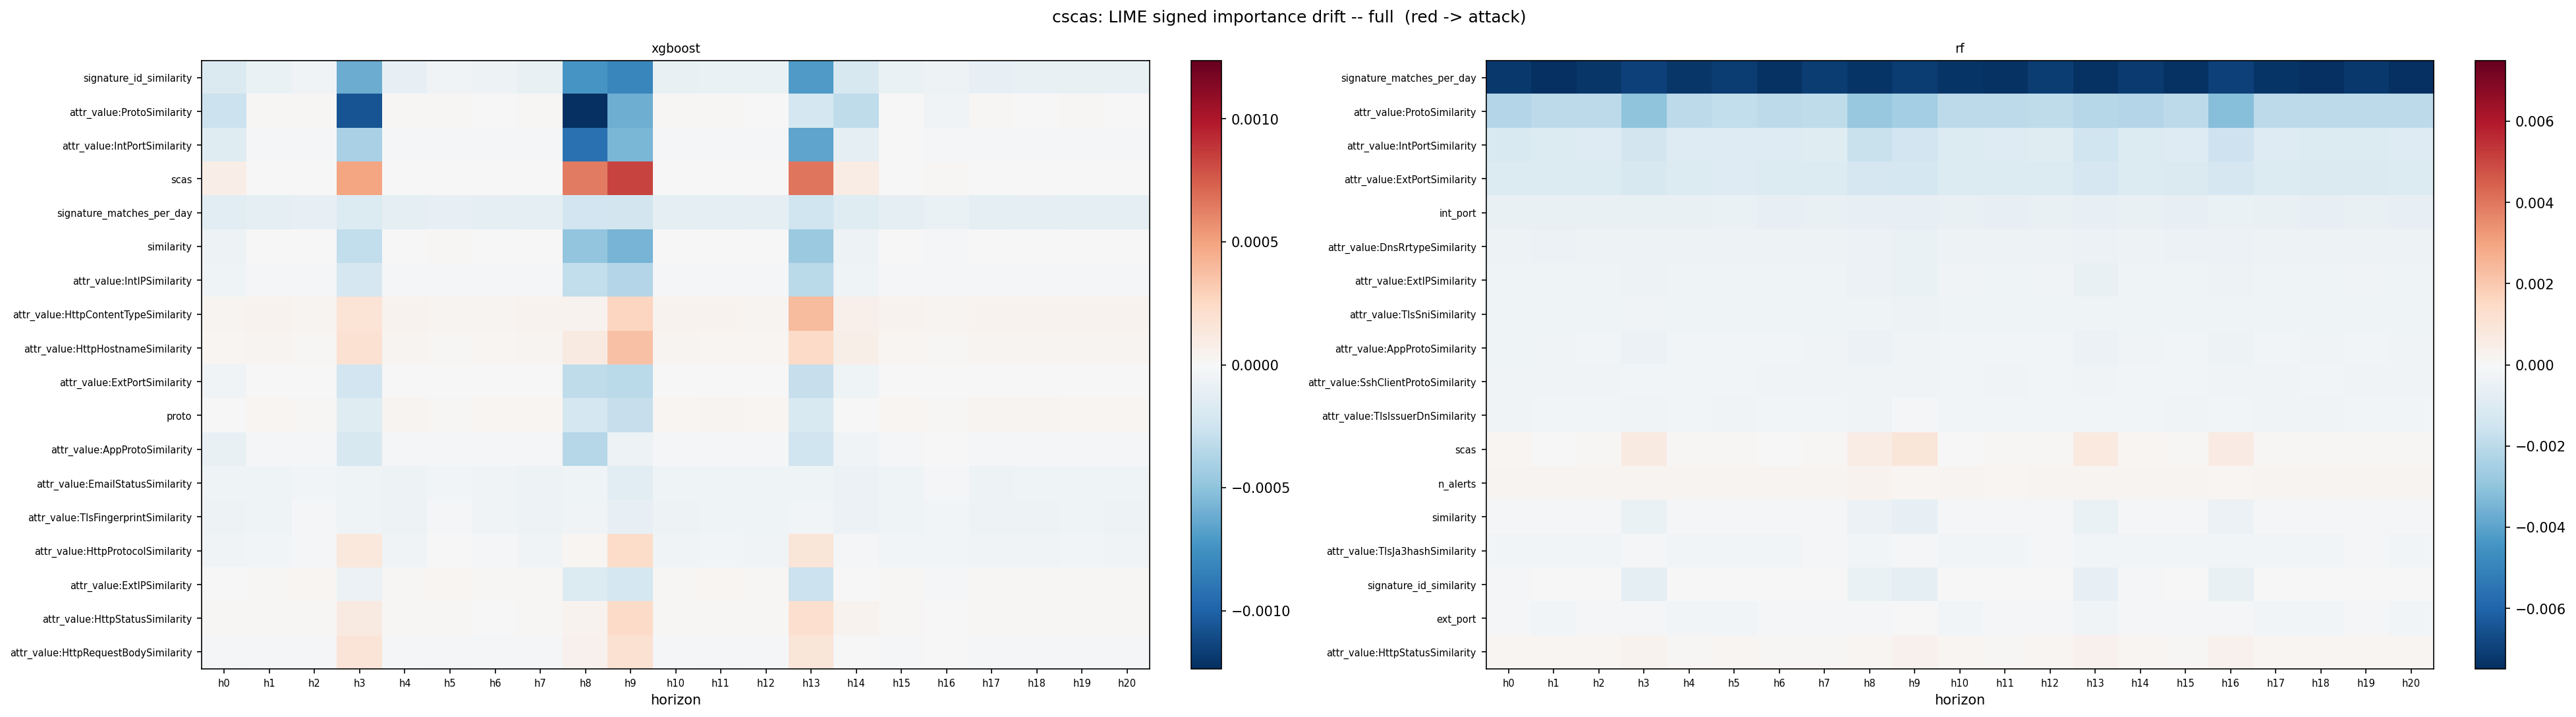 cscas: LIME signed importance drift -- full  (red -> attack)
xgboost
signature_id_similarity
attr_value:ProtoSimilarity
attr_value:IntPortSimilarity
scas
signature_matches_per_day
similarity
attr_value:IntIPSimilarity
attr_value:HttpContentTypeSimilarity
attr_value:HttpHostnameSimilarity
attr_value:ExtPortSimilarity
proto
attr_value:AppProtoSimilarity
attr_value:EmailStatusSimilarity
attr_value:TlsFingerprintSimilarity
attr_value:HttpProtocolSimilarity
attr_value:ExtIPSimilarity
attr_value:HttpStatusSimilarity
attr_value:HttpRequestBodySimilarity
h0 h1 h2 h3 h4 h5 h6 h7 h8 h9 h10 h11 h12 h13 h14 h15 h16 h17 h18 h19 h20
horizon
0.0010
0.0005
0.0000
−0.0005
−0.0010
rf
signature_matches_per_day
attr_value:ProtoSimilarity
attr_value:IntPortSimilarity
attr_value:ExtPortSimilarity
int_port
attr_value:DnsRrtypeSimilarity
attr_value:ExtIPSimilarity
attr_value:TlsSniSimilarity
attr_value:AppProtoSimilarity
attr_value:SshClientProtoSimilarity
attr_value:TlsIssuerDnSimilarity
scas
n_alerts
similarity
attr_value:TlsJa3hashSimilarity
signature_id_similarity
ext_port
attr_value:HttpStatusSimilarity
h0 h1 h2 h3 h4 h5 h6 h7 h8 h9 h10 h11 h12 h13 h14 h15 h16 h17 h18 h19 h20
horizon
0.006
0.004
0.002
0.000
−0.002
−0.004
−0.006